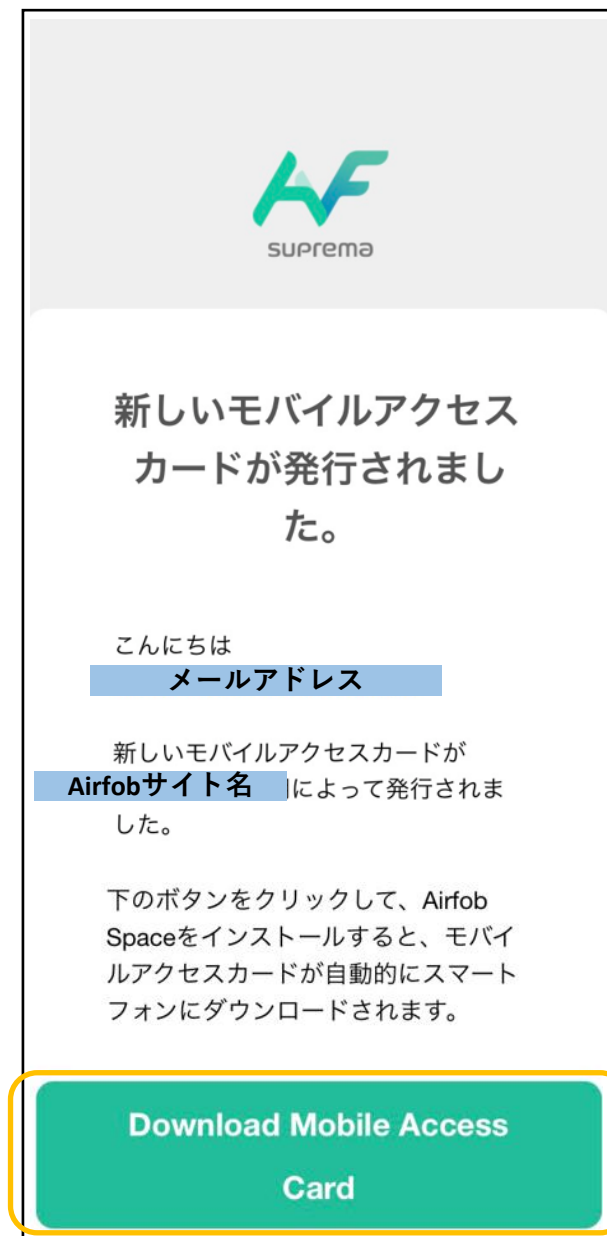 AF
suprema
新しいモバイルアクセス
カードが発行されまし
た。
こんにちは
メールアドレス
新しいモバイルアクセスカードが
Airfobサイト名 によって発行されま
した。
下のボタンをクリックして、Airfob
Spaceをインストールすると、モバイ
ルアクセスカードが自動的にスマート
フォンにダウンロードされます。
Download Mobile Access
Card